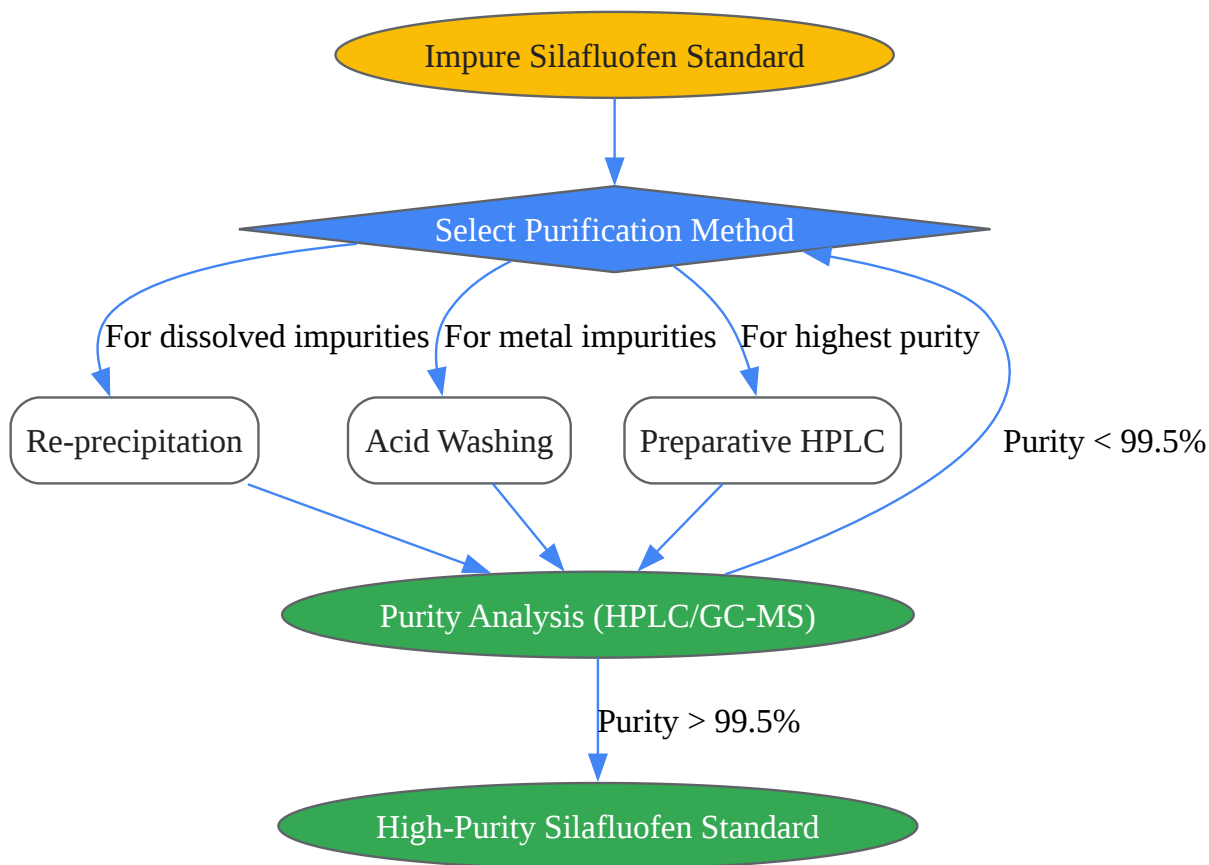 Impure Silafluofen Standard
Select Purification Method
For dissolved impurities
For metal impurities
For highest purity
Re-precipitation
Acid Washing
Preparative HPLC
Purity < 99.5%
Purity Analysis (HPLC/GC-MS)
Purity > 99.5%
High-Purity Silafluofen Standard